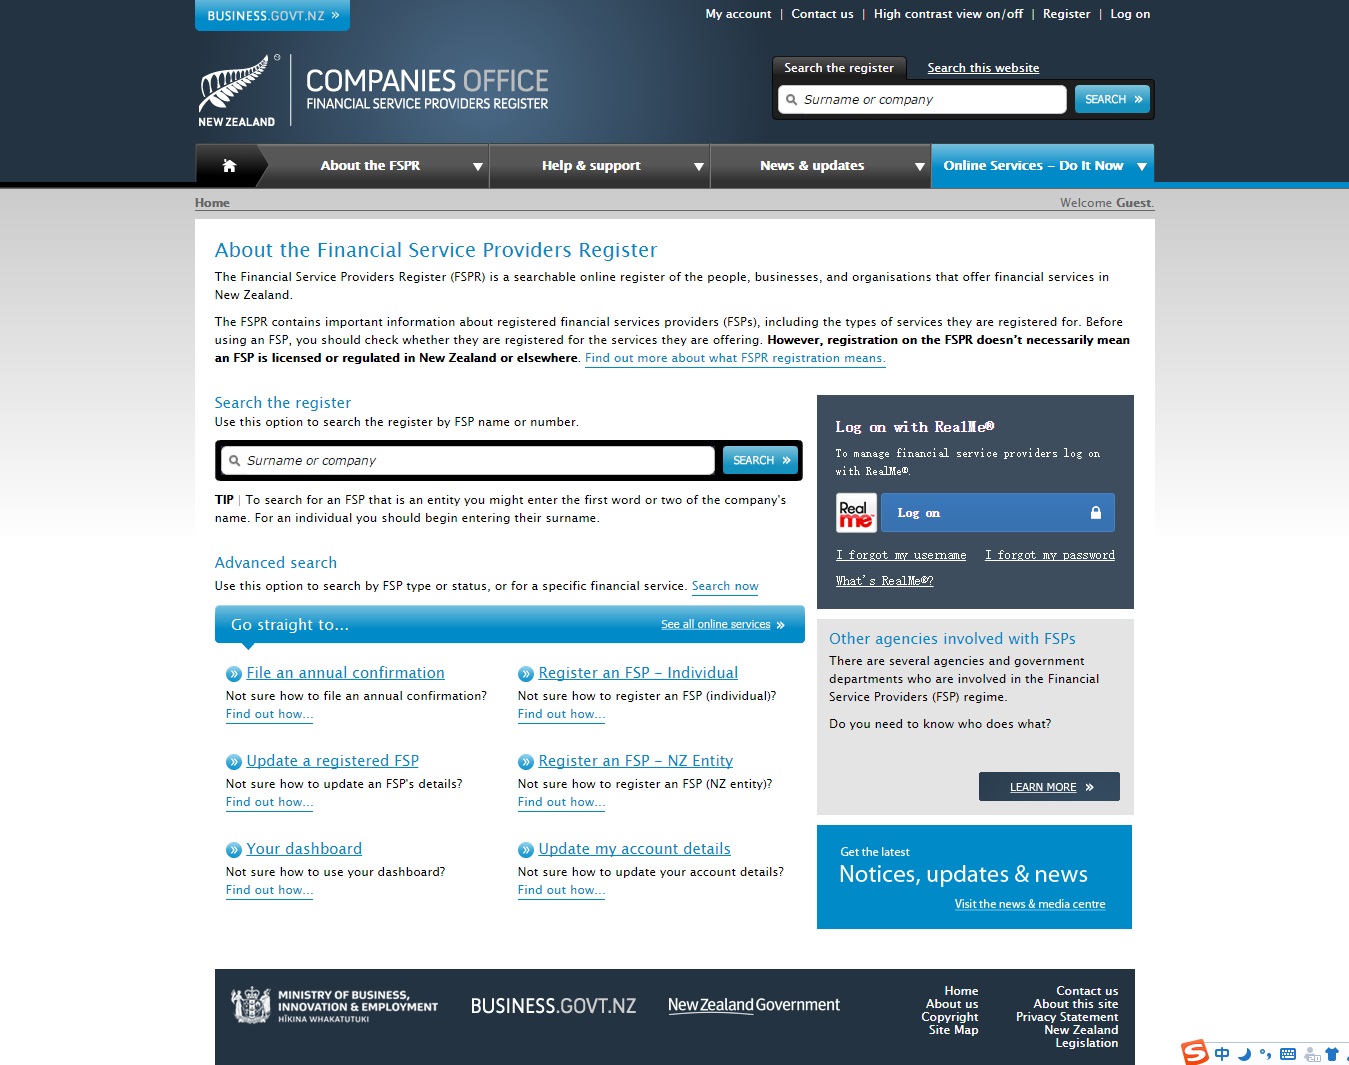 BUSINESS.GOVT.NZ »
My account | Contact us | High contrast view on/off | Register | Log on
NEW ZEALAND
COMPANIES OFFICE
FINANCIAL SERVICE PROVIDERS REGISTER
Search the register
Search this website
Surname or company
SEARCH »
About the FSPR
Help & support
News & updates
Online Services – Do It Now
Home
Welcome Guest.
About the Financial Service Providers Register
The Financial Service Providers Register (FSPR) is a searchable online register of the people, businesses, and organisations that offer financial services in
New Zealand.
The FSPR contains important information about registered financial services providers (FSPs), including the types of services they are registered for. Before
using an FSP, you should check whether they are registered for the services they are offering. However, registration on the FSPR doesn't necessarily mean
an FSP is licensed or regulated in New Zealand or elsewhere. Find out more about what FSPR registration means.
Search the register
Use this option to search the register by FSP name or number.
Surname or company
SEARCH »
TIP | To search for an FSP that is an entity you might enter the first word or two of the company's
name. For an individual you should begin entering their surname.
Advanced search
Use this option to search by FSP type or status, or for a specific financial service. Search now
Go straight to...
See all online services »
» File an annual confirmation
Not sure how to file an annual confirmation?
Find out how...
» Register an FSP – Individual
Not sure how to register an FSP (individual)?
Find out how...
» Update a registered FSP
Not sure how to update an FSP's details?
Find out how...
» Register an FSP – NZ Entity
Not sure how to register an FSP (NZ entity)?
Find out how...
» Your dashboard
Not sure how to use your dashboard?
Find out how...
» Update my account details
Not sure how to update your account details?
Find out how...
Log on with RealMe®
To manage financial service providers log on
with RealMe®.
Real
me
Log on
I forgot my username
I forgot my password
What's RealMe®?
Other agencies involved with FSPs
There are several agencies and government
departments who are involved in the Financial
Service Providers (FSP) regime.
Do you need to know who does what?
LEARN MORE »
Get the latest
Notices, updates & news
Visit the news & media centre
MINISTRY OF BUSINESS,
INNOVATION & EMPLOYMENT
HĪKINA WHAKATUTUKI
BUSINESS.GOVT.NZ
New Zealand Government
Home
About us
Copyright
Site Map
Contact us
About this site
Privacy Statement
New Zealand
Legislation
S 中